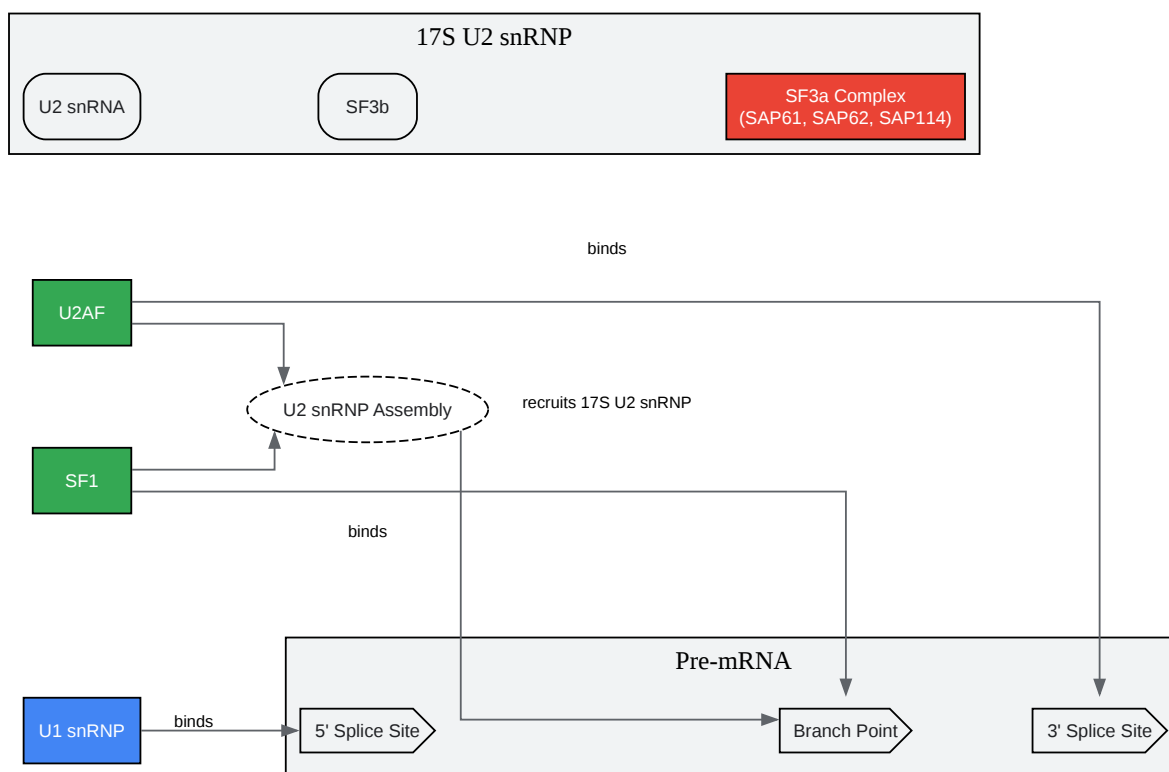 17S U2 snRNP
U2 snRNA
SF3b
SF3a Complex
(SAP61, SAP62, SAP114)
binds
U2AF
U2 snRNP Assembly
recruits 17S U2 snRNP
SF1
binds
Pre-mRNA
U1 snRNP
binds
5' Splice Site
Branch Point
3' Splice Site